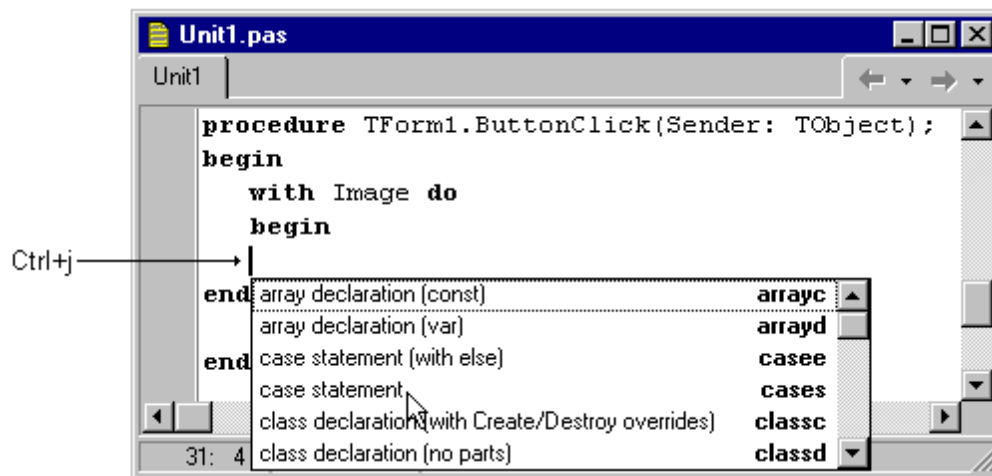 Unit1.pas
Unit1
procedure TForm1.ButtonClick(Sender: TObject);
begin
with Image do
begin
Ctrl+j
end array declaration (const) arrayc
array declaration (var) arrayd
end case statement (with else) casee
case statement cases
class declaration (with Create/Destroy overrides) classc
31: 4 class declaration (no parts) classd